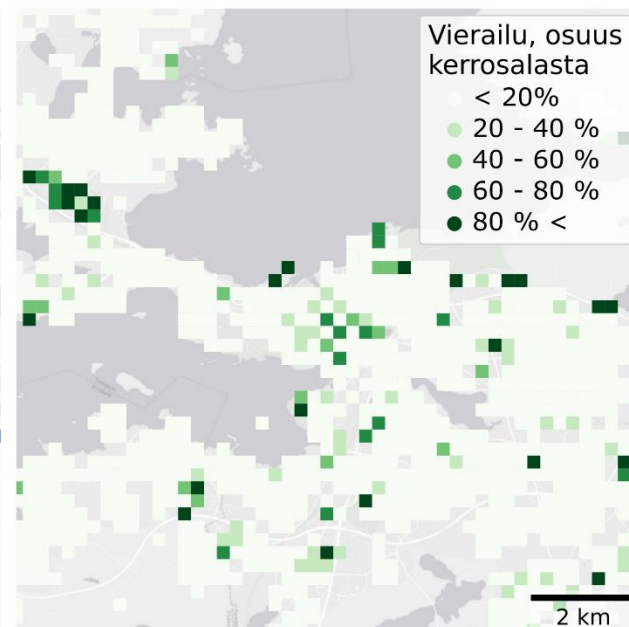 Vierailu, osuus
kerrosalasta
< 20%
20 - 40 %
40 - 60 %
60 - 80 %
80 % <
2 km